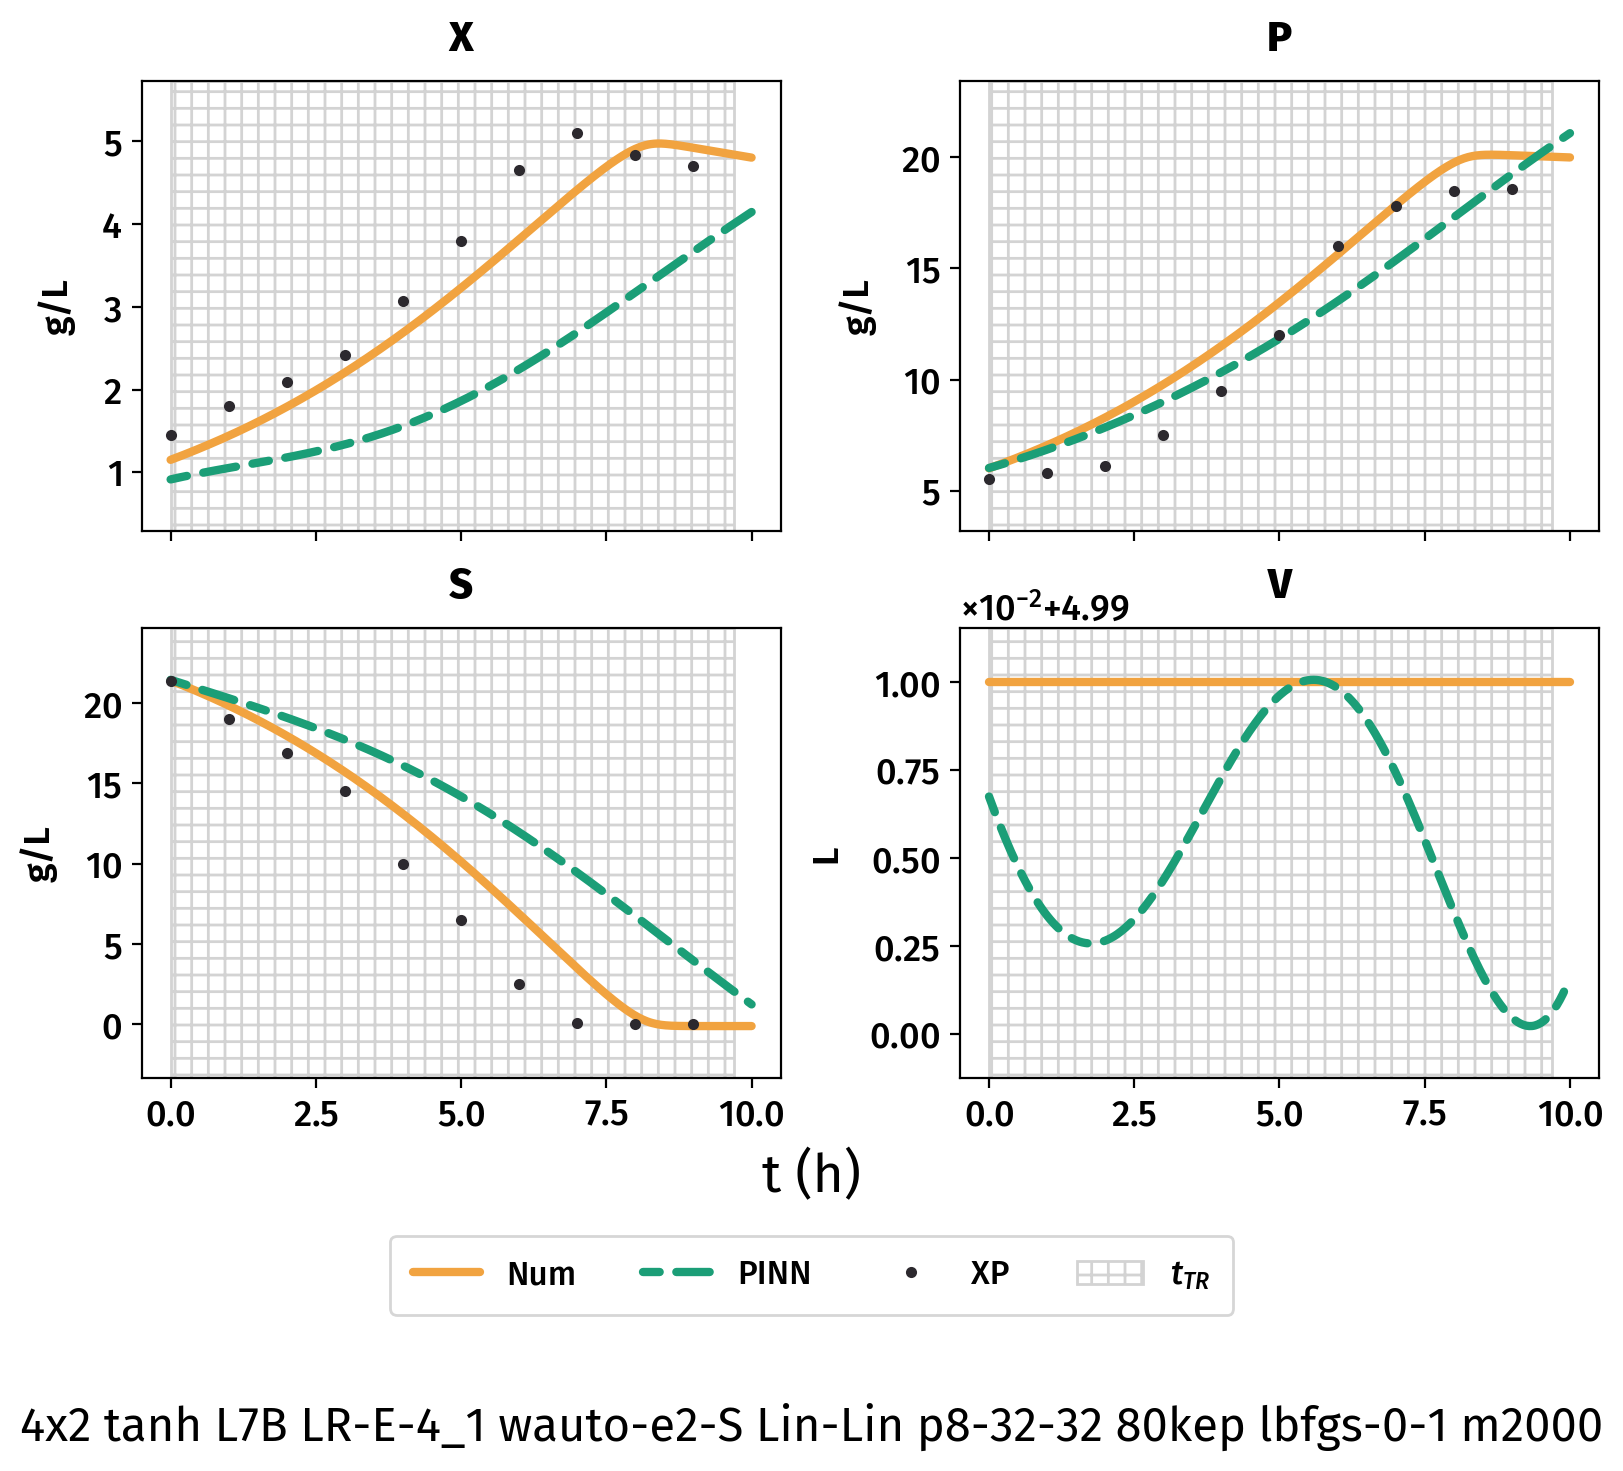 X
P
5
4
3
2
1
g/L
20
15
10
5
g/L
S
V
×10⁻²+4.99
20
15
10
5
0
g/L
1.00
0.75
0.50
0.25
0.00
L
0.0 2.5 5.0 7.5 10.0
0.0 2.5 5.0 7.5 10.0
t (h)
Num PINN XP t_TR
4x2 tanh L7B LR-E-4_1 wauto-e2-S Lin-Lin p8-32-32 80kep lbfgs-0-1 m2000